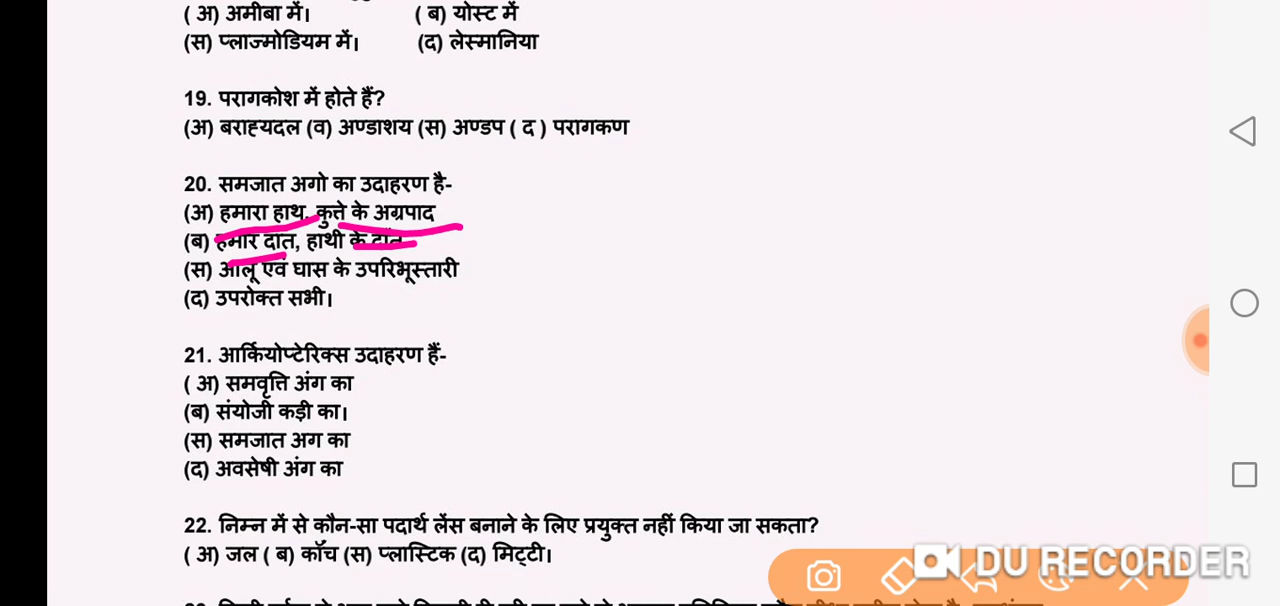 ( अ) अमीबा में। ( ब) योस्ट में
(स) प्लाज्मोडियम में। (द) लेस्मानिया
19. परागकोश में होते हैं?
(अ) बराह्यदल (व) अण्डाशय (स) अण्डप ( द ) परागकण
20. समजात अगो का उदाहरण है-
(अ) हमारा हाथ, कुत्ते के अग्रपाद
(ब) हमार दात, हाथी के दाँत
(स) आलू एवं घास के उपरिभूस्तारी
(द) उपरोक्त सभी।
21. आर्कियोप्टेरिक्स उदाहरण हैं-
( अ) समवृत्ति अंग का
(ब) संयोजी कड़ी का।
(स) समजात अग का
(द) अवसेषी अंग का
22. निम्न में से कौन-सा पदार्थ लेंस बनाने के लिए प्रयुक्त नहीं किया जा सकता?
( अ) जल ( ब) काँच (स) प्लास्टिक (द) मिट्टी।
DU RECORDER